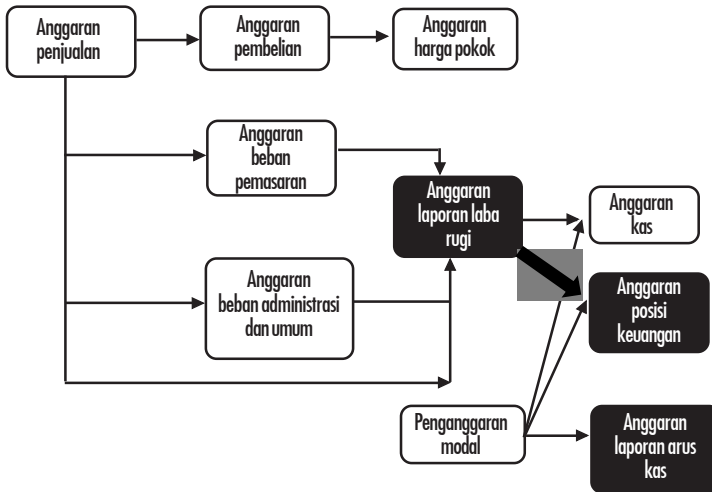 Anggaran
penjualan
Anggaran
pembelian
Anggaran
harga pokok
Anggaran
beban
pemasaran
Anggaran
laporan laba
rugi
Anggaran
kas
Anggaran
beban administrasi
dan umum
Anggaran
posisi
keuangan
Penganggaran
modal
Anggaran
laporan arus
kas